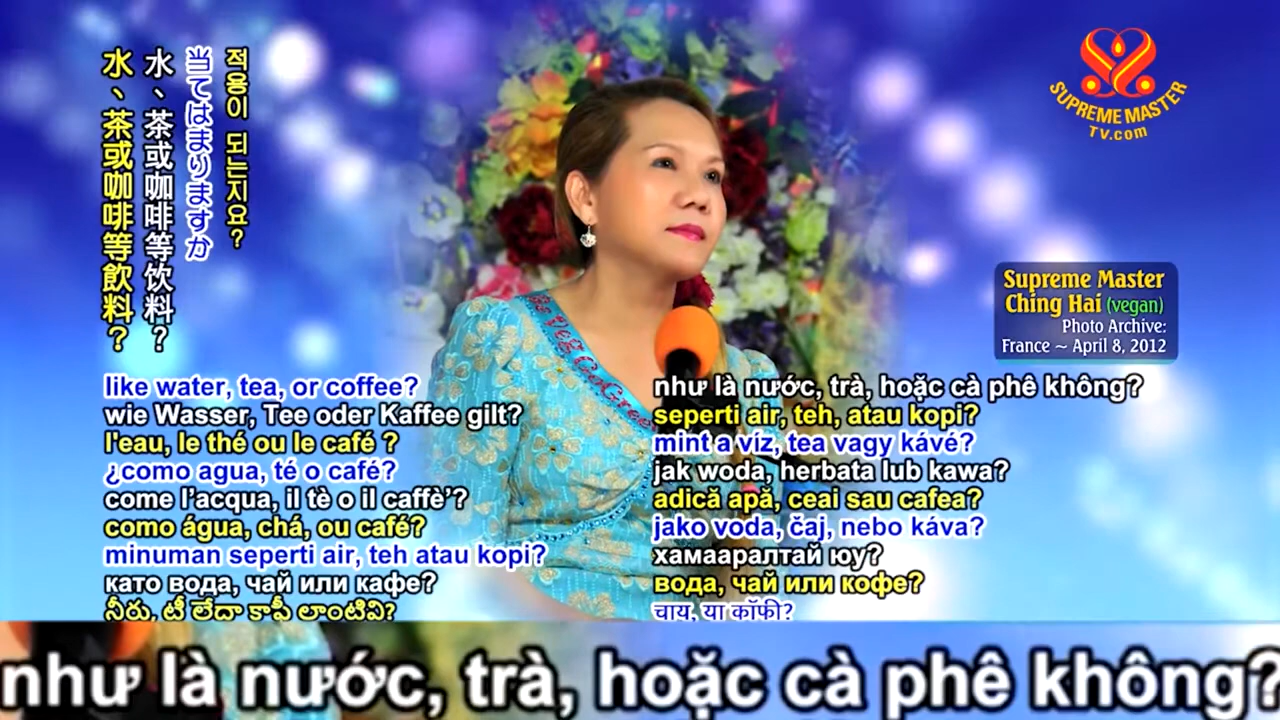 적용이 되는지요?
当てはまりますか
水、茶或咖啡等饮料？
水、茶或咖啡等飲料？
SUPREME MASTER
TV.com
Supreme Master
Ching Hai (vegan)
Photo Archive:
France ~ April 8, 2012
like water, tea, or coffee?
wie Wasser, Tee oder Kaffee gilt?
l'eau, le thé ou le café ?
¿como agua, té o café?
come l’acqua, il tè o il caffè’?
como água, chá, ou café?
minuman seperti air, teh atau kopi?
като вода, чай или кафе?
నీరు, టీ లేదా కాఫీ లాంటివి?
như là nước, trà, hoặc cà phê không?
seperti air, teh, atau kopi?
mint a víz, tea vagy kávé?
jak woda, herbata lub kawa?
adică apă, ceai sau cafea?
jako voda, čaj, nebo káva?
хамааралтай юу?
вода, чай или кофе?
चाय, या कॉफी?
như là nước, trà, hoặc cà phê không?